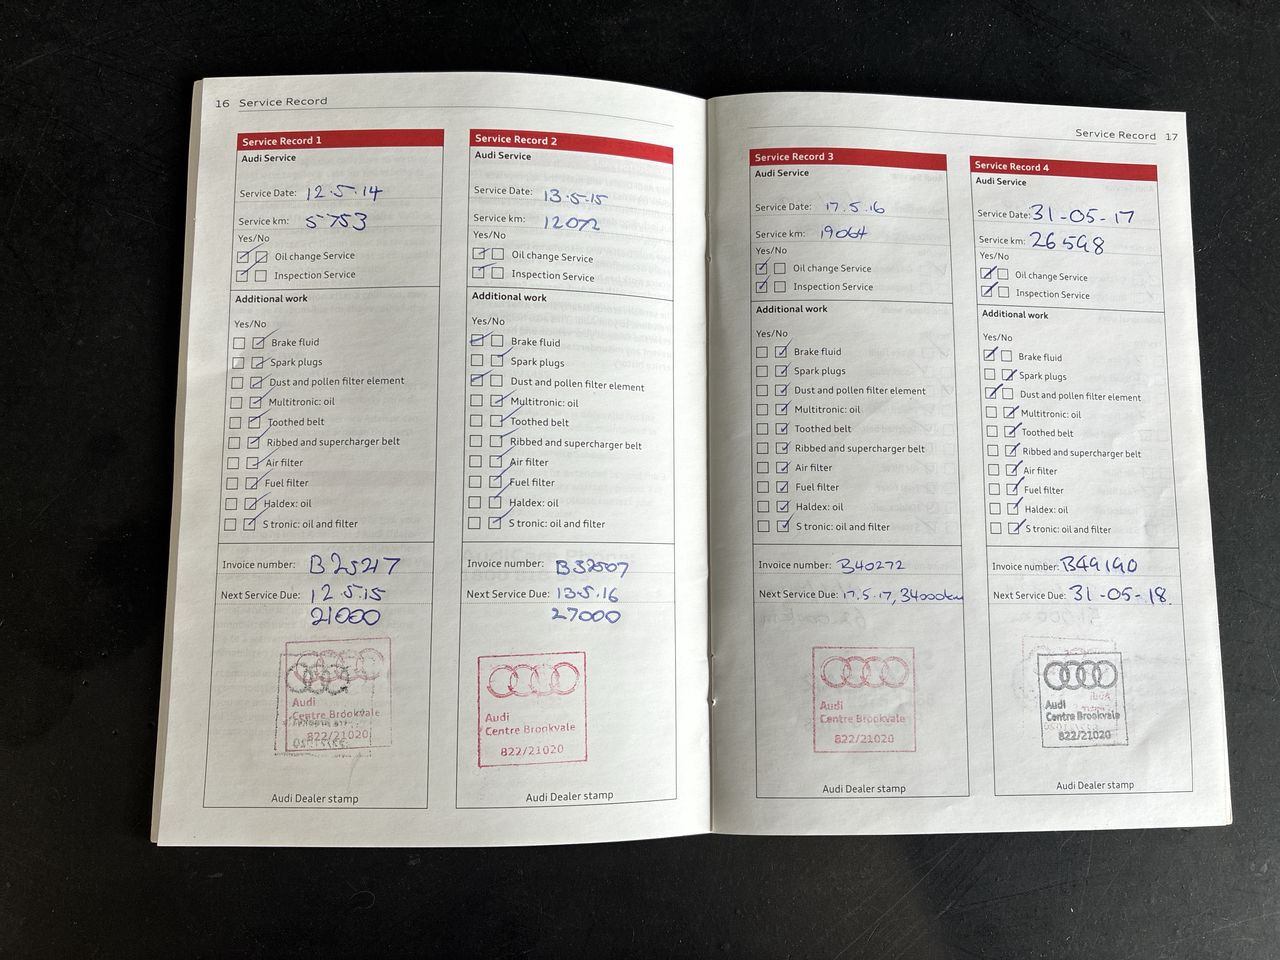 16 Service Record
Service Record 1
Audi Service
Service Date: 12.5.14
Service km: 5753
Yes/No
Oil change Service
Inspection Service
Additional work
Yes/No
Brake fluid
Spark plugs
Dust and pollen filter element
Multitronic: oil
Toothed belt
Ribbed and supercharger belt
Air filter
Fuel filter
Haldex: oil
S tronic: oil and filter
Invoice number: B25217
Next Service Due: 12.5.15
21000
Audi
Centre Brookvale
822/21020
Audi Dealer stamp
Service Record 2
Audi Service
Service Date: 13.5.15
Service km: 12072
Yes/No
Oil change Service
Inspection Service
Additional work
Yes/No
Brake fluid
Spark plugs
Dust and pollen filter element
Multitronic: oil
Toothed belt
Ribbed and supercharger belt
Air filter
Fuel filter
Haldex: oil
S tronic: oil and filter
Invoice number: B32507
Next Service Due: 13.5.16
27000
Audi
Centre Brookvale
822/21020
Audi Dealer stamp
Service Record 17
Service Record 3
Audi Service
Service Date: 17.5.16
Service km: 19064
Yes/No
Oil change Service
Inspection Service
Additional work
Yes/No
Brake fluid
Spark plugs
Dust and pollen filter element
Multitronic: oil
Toothed belt
Ribbed and supercharger belt
Air filter
Fuel filter
Haldex: oil
S tronic: oil and filter
Invoice number: B40272
Next Service Due: 17.5.17, 34000km
Audi
Centre Brookvale
822/21020
Audi Dealer stamp
Service Record 4
Audi Service
Service Date: 31-05-17
Service km: 26598
Yes/No
Oil change Service
Inspection Service
Additional work
Yes/No
Brake fluid
Spark plugs
Dust and pollen filter element
Multitronic: oil
Toothed belt
Ribbed and supercharger belt
Air filter
Fuel filter
Haldex: oil
S tronic: oil and filter
Invoice number: B49190
Next Service Due: 31-05-18.
Audi
Centre Brookvale
822/21020
Audi Dealer stamp